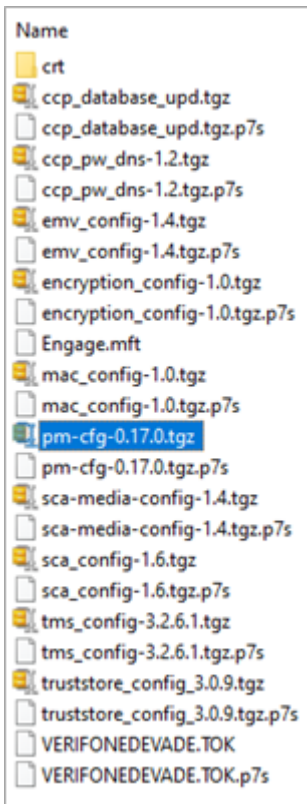 Name
crt
ccp_database_upd.tgz
ccp_database_upd.tgz.p7s
ccp_pw_dns-1.2.tgz
ccp_pw_dns-1.2.tgz.p7s
emv_config-1.4.tgz
emv_config-1.4.tgz.p7s
encryption_config-1.0.tgz
encryption_config-1.0.tgz.p7s
Engage.mft
mac_config-1.0.tgz
mac_config-1.0.tgz.p7s
pm-cfg-0.17.0.tgz
pm-cfg-0.17.0.tgz.p7s
sca-media-config-1.4.tgz
sca-media-config-1.4.tgz.p7s
sca_config-1.6.tgz
sca_config-1.6.tgz.p7s
tms_config-3.2.6.1.tgz
tms_config-3.2.6.1.tgz.p7s
truststore_config_3.0.9.tgz
truststore_config_3.0.9.tgz.p7s
VERIFONEDEVADE.TOK
VERIFONEDEVADE.TOK.p7s